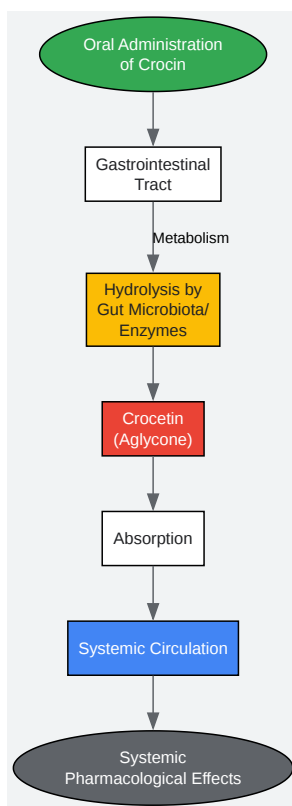 Oral Administration
of Crocin
Gastrointestinal
Tract
Metabolism
Hydrolysis by
Gut Microbiota/
Enzymes
Crocetin
(Aglycone)
Absorption
Systemic Circulation
Systemic
Pharmacological Effects